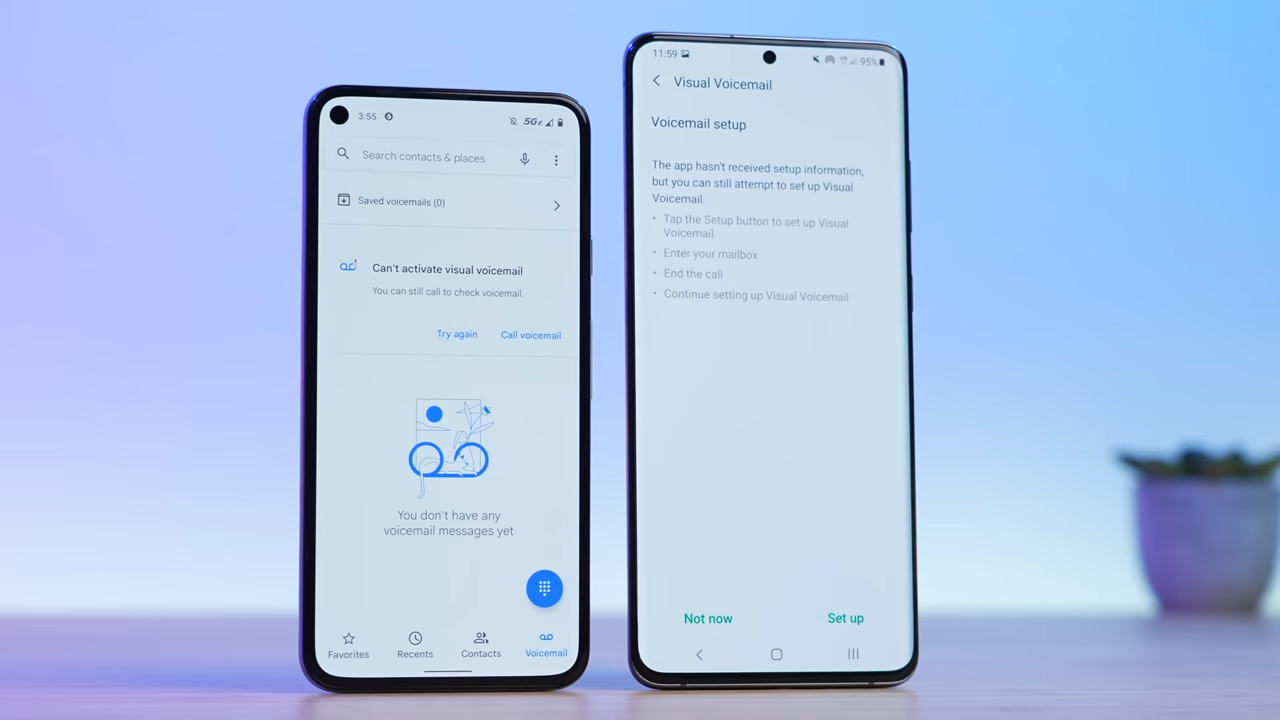 3:55
5GE
Search contacts & places
Saved voicemails (0)
Can't activate visual voicemail
You can still call to check voicemail.
Try again
Call voicemail
You don't have any
voicemail messages yet
Favorites
Recents
Contacts
Voicemail
11:59
95%
Visual Voicemail
Voicemail setup
The app hasn't received setup information,
but you can still attempt to set up Visual
Voicemail.
• Tap the Setup button to set up Visual
Voicemail.
• Enter your mailbox
• End the call
• Continue setting up Visual Voicemail
Not now
Set up